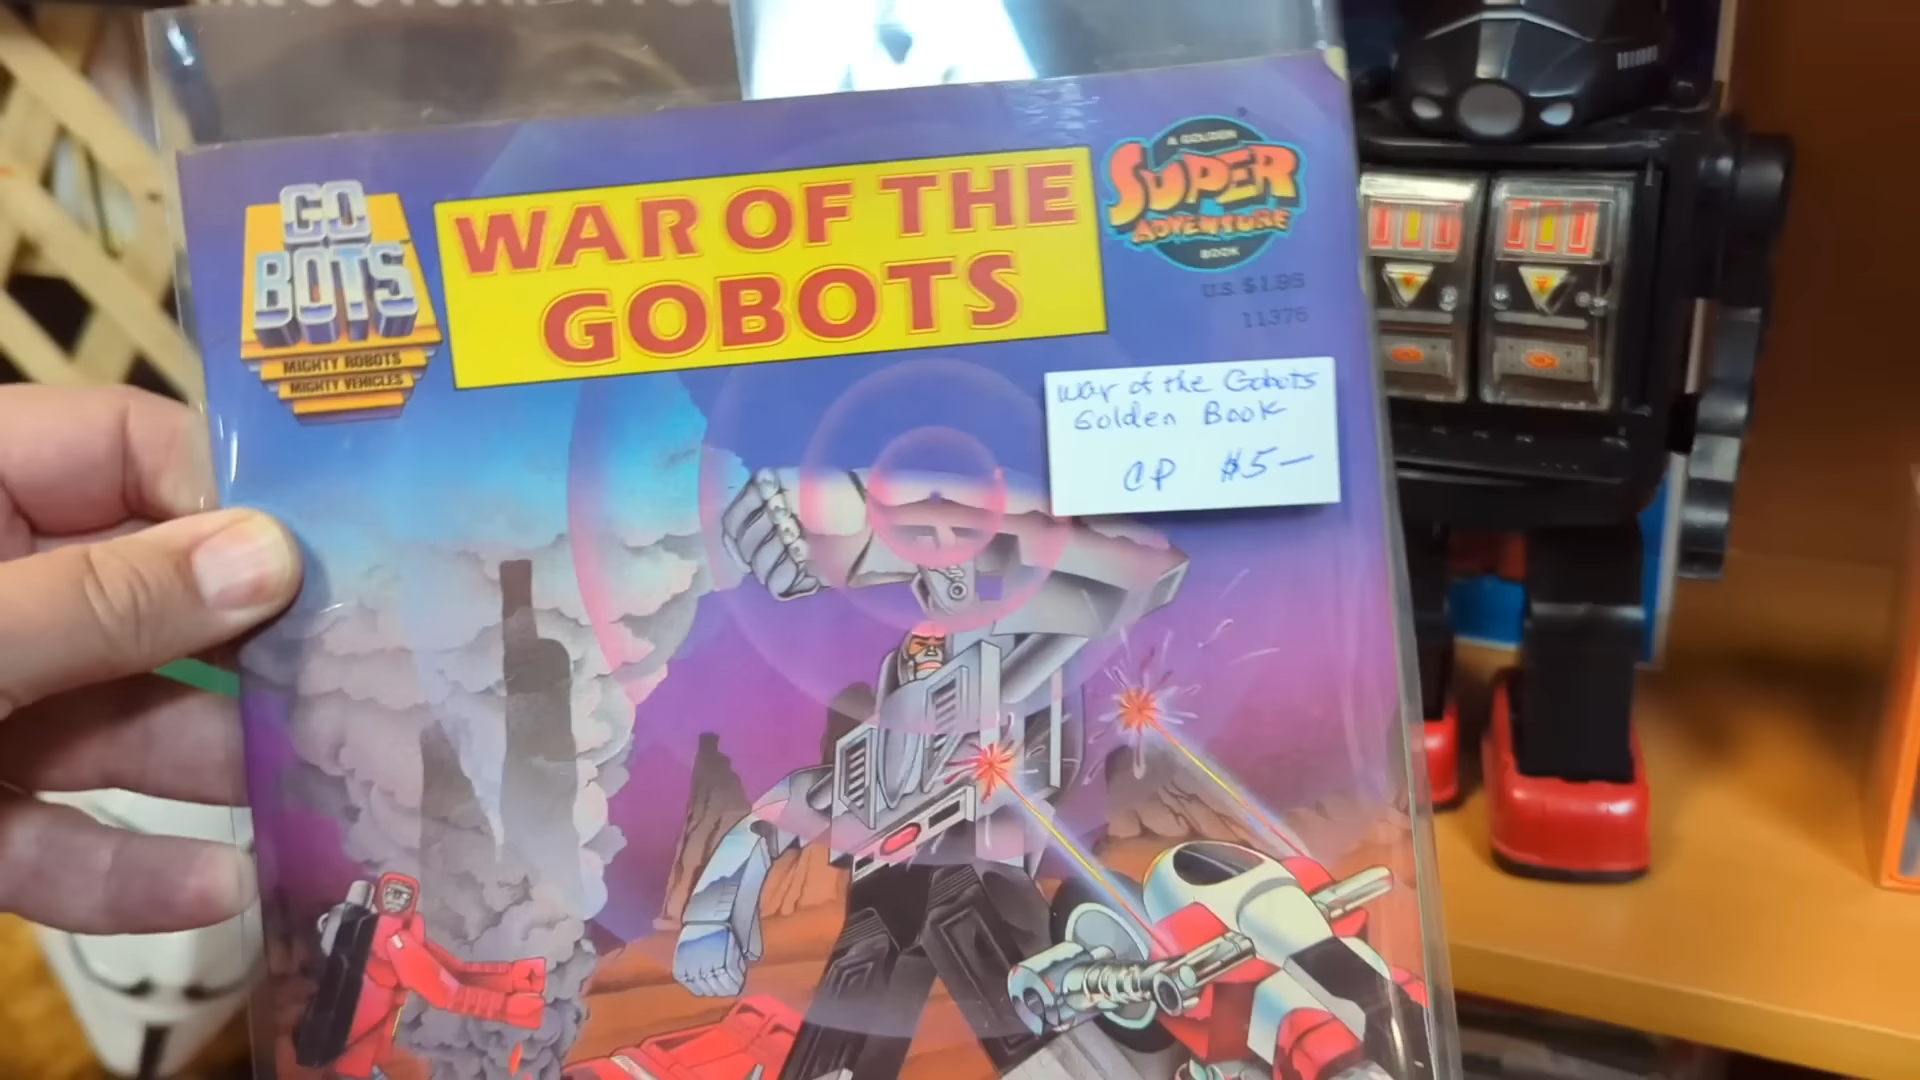 GO
BOTS
MIGHTY ROBOTS
MIGHTY VEHICLES
WAR OF THE
GOBOTS
A GOLDEN
SUPER
ADVENTURE
BOOK
U.S. $1.95
11376
War of the Gobots
Golden Book
CP $5—